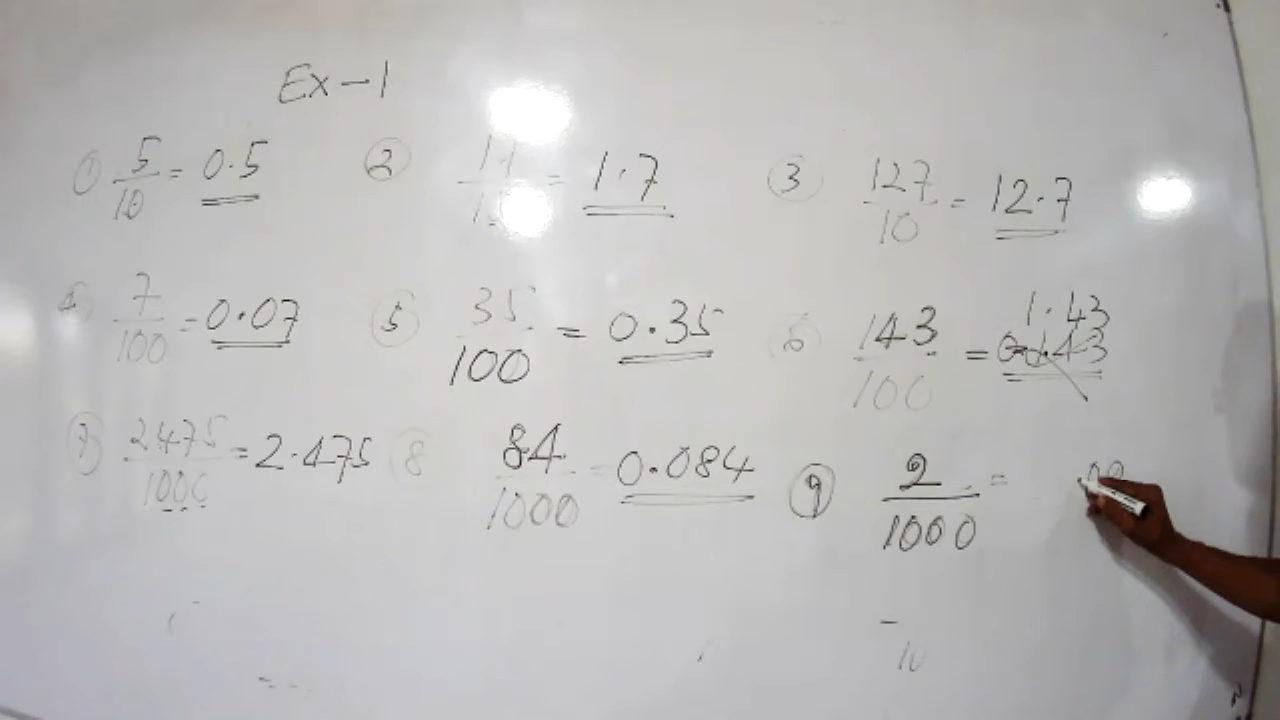 Ex-1
① 5/10 = 0.5 ② = 1.7 ③ 127/10 = 12.7
7/100 = 0.07 ⑤ 35/100 = 0.35 ⑥ 143/100 = 1.43
⑦ 2475/1000 = 2.475 ⑧ 84/1000 = 0.084 ⑨ 2/1000 =
10